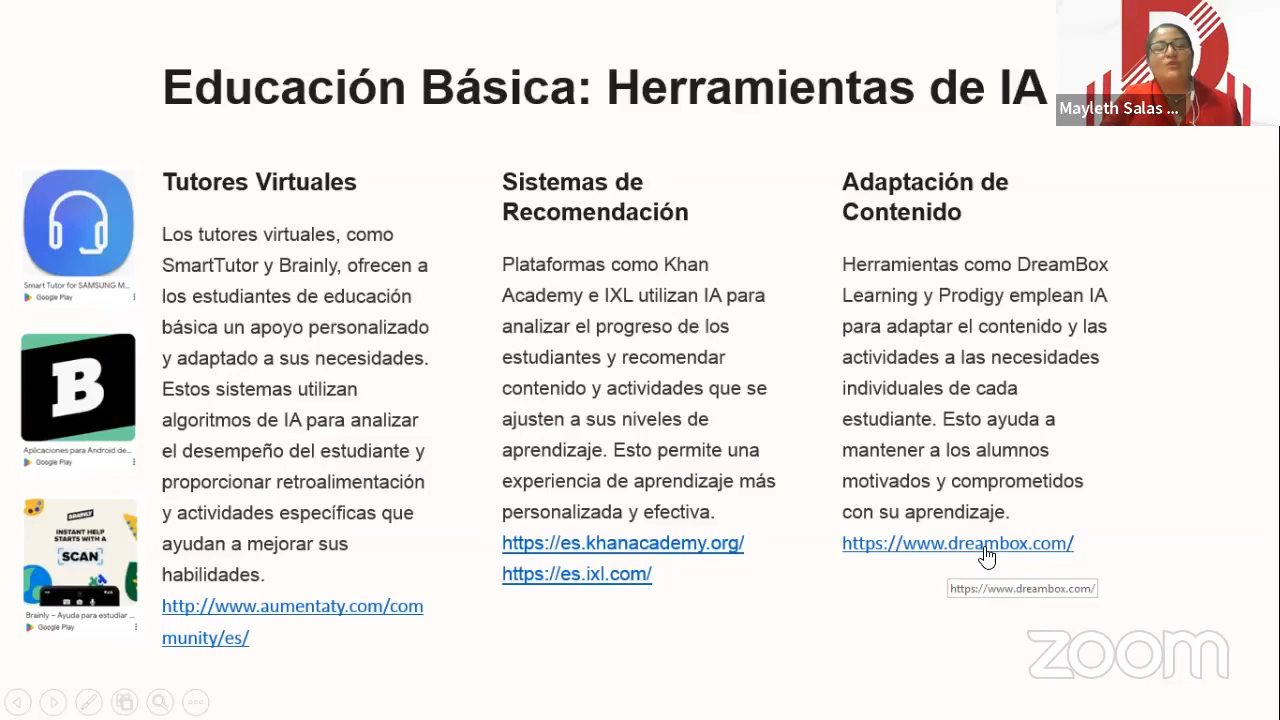 Educación Básica: Herramientas de IA
Mayleth Salas ...
Tutores Virtuales
Los tutores virtuales, como
SmartTutor y Brainly, ofrecen a
los estudiantes de educación
básica un apoyo personalizado
y adaptado a sus necesidades.
Estos sistemas utilizan
algoritmos de IA para analizar
el desempeño del estudiante y
proporcionar retroalimentación
y actividades específicas que
ayudan a mejorar sus
habilidades.
http://www.aumentaty.com/com
munity/es/
Sistemas de
Recomendación
Plataformas como Khan
Academy e IXL utilizan IA para
analizar el progreso de los
estudiantes y recomendar
contenido y actividades que se
ajusten a sus niveles de
aprendizaje. Esto permite una
experiencia de aprendizaje más
personalizada y efectiva.
https://es.khanacademy.org/
https://es.ixl.com/
Adaptación de
Contenido
Herramientas como DreamBox
Learning y Prodigy emplean IA
para adaptar el contenido y las
actividades a las necesidades
individuales de cada
estudiante. Esto ayuda a
mantener a los alumnos
motivados y comprometidos
con su aprendizaje.
https://www.dreambox.com/
https://www.dreambox.com/
Smart Tutor for SAMSUNG M...
Google Play
B
Aplicaciones para Android de...
Google Play
BRAINLY
INSTANT HELP
STARTS WITH A
SCAN
Brainly – Ayuda para estudiar ...
Google Play
zoom